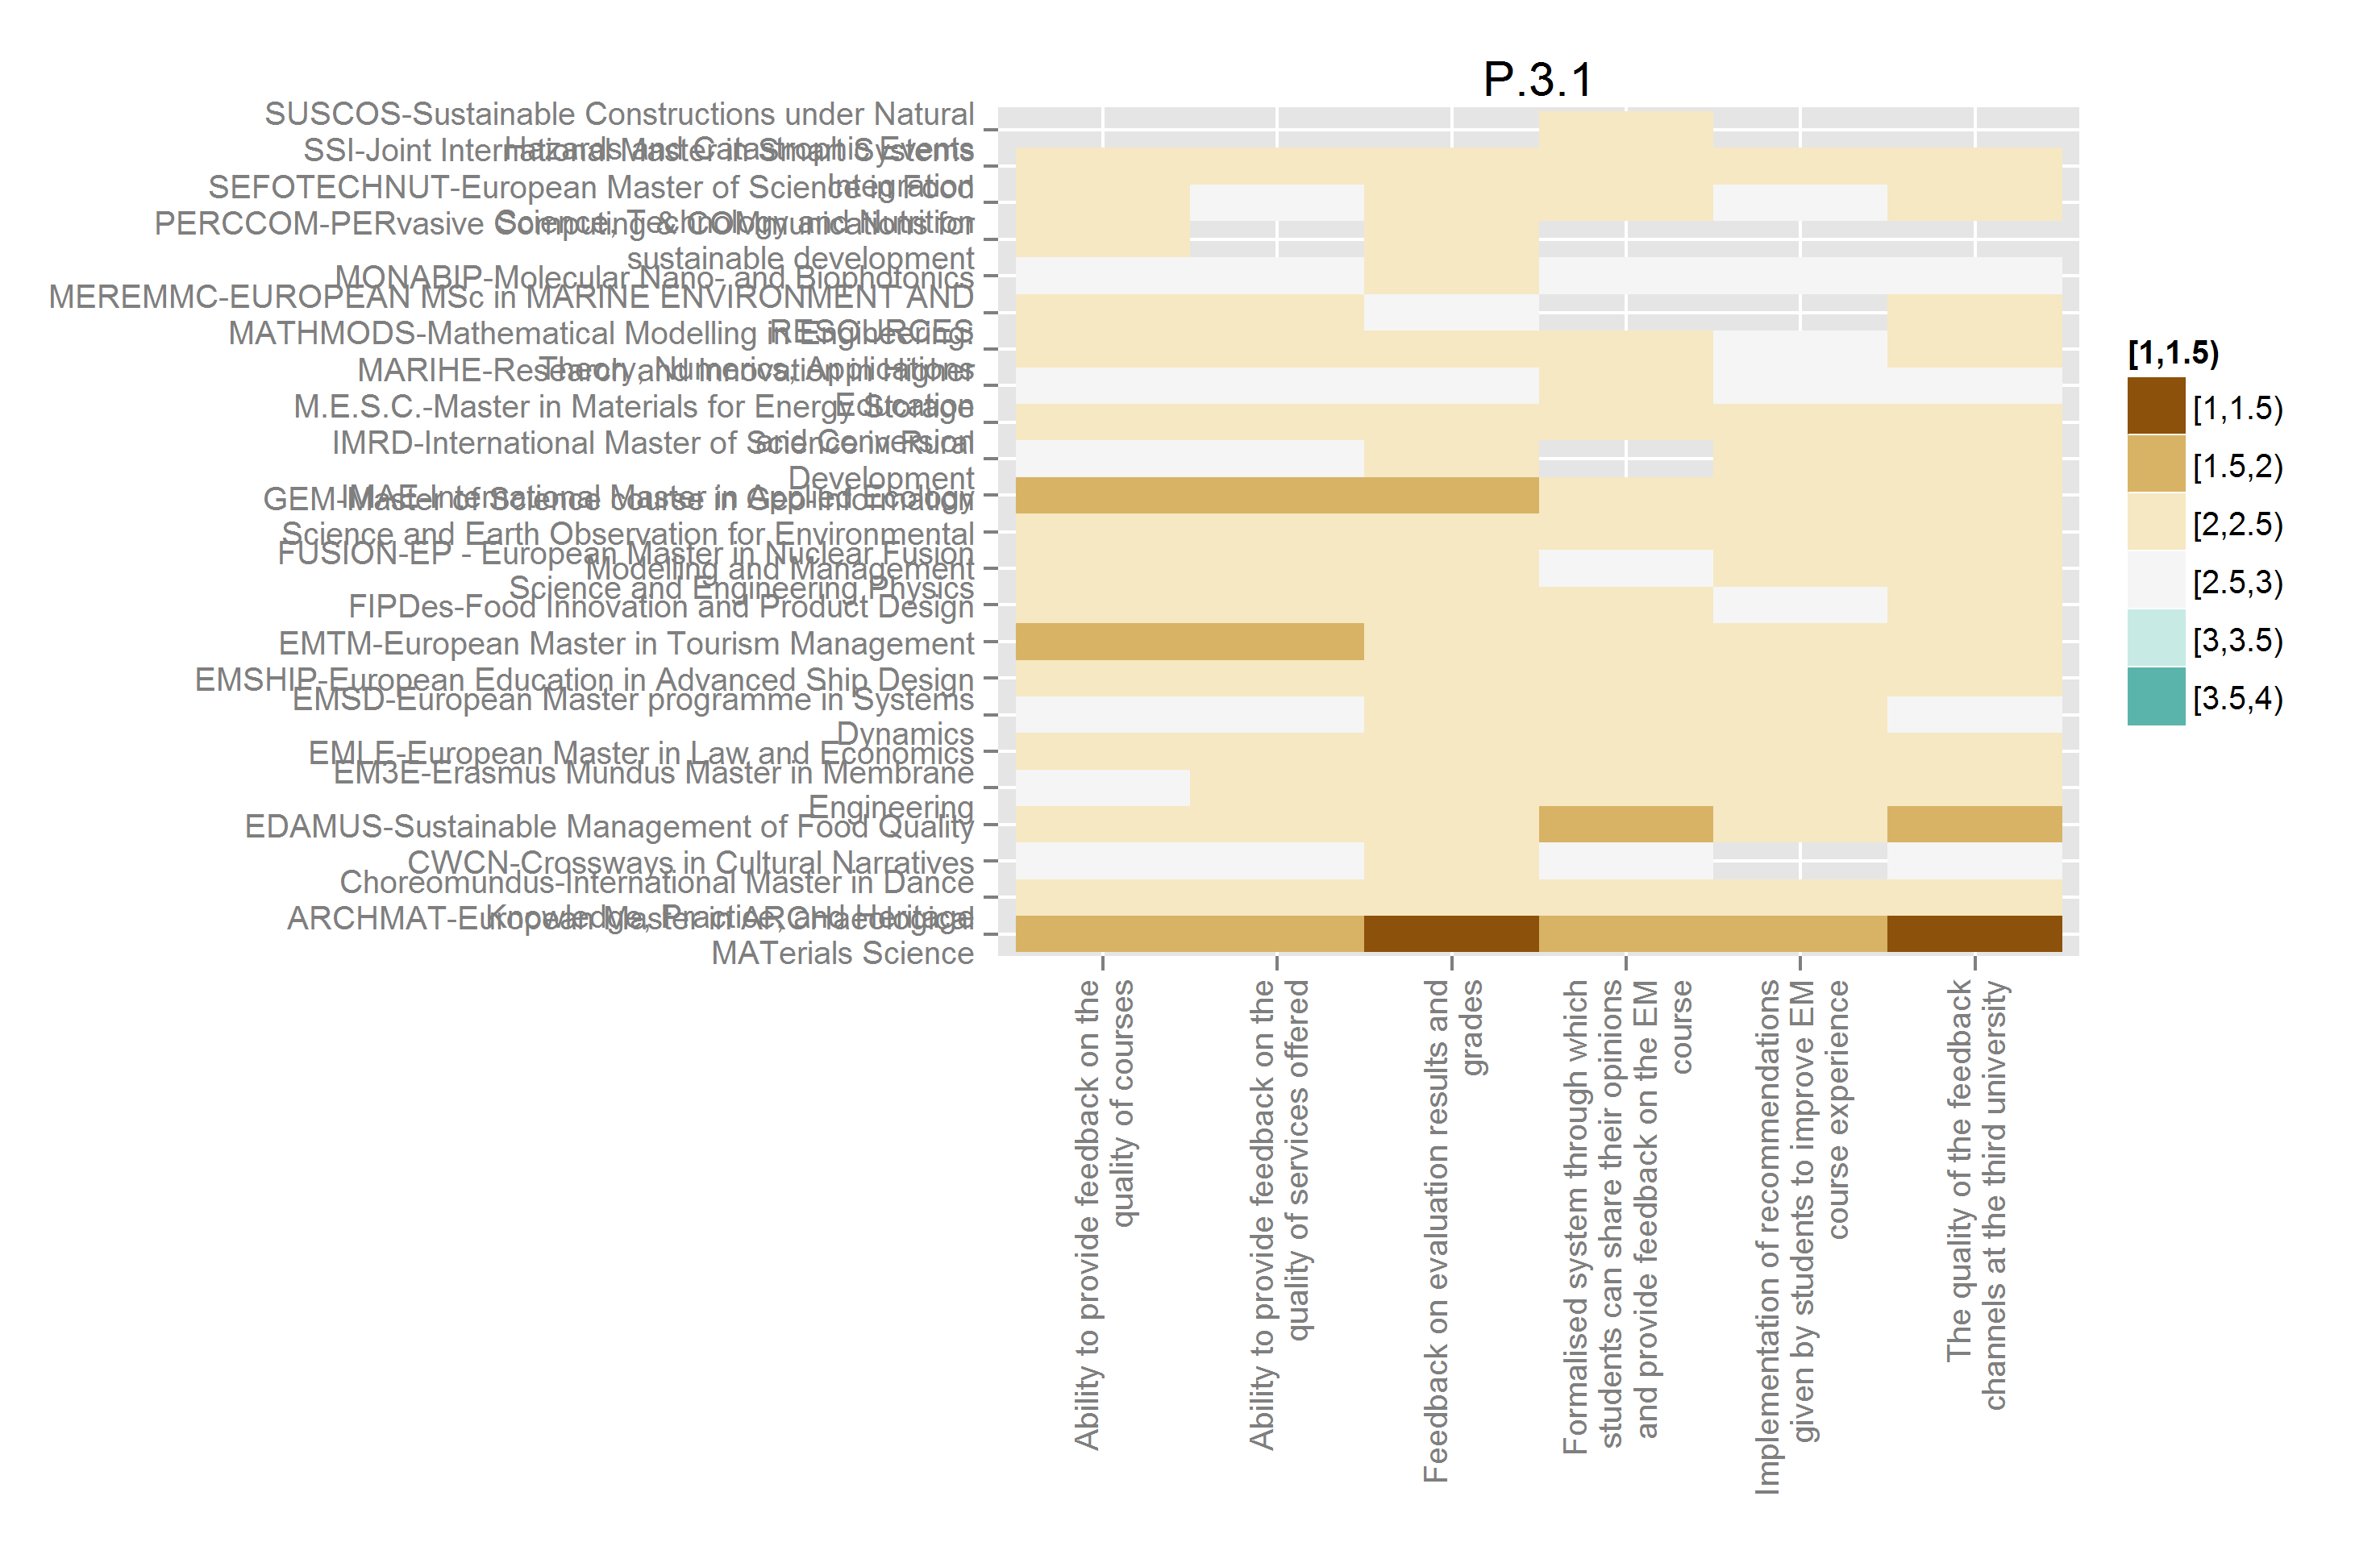 P.3.1
SUSCOS-Sustainable Constructions under Natural
Hazards and Catastrophic Events
SSI-Joint International Master in Smart Systems
Integration
SEFOTECHNUT-European Master of Science in Food
Science, Technology and Nutrition
PERCCOM-PERvasive Computing & COMmunications for
sustainable development
MONABIP-Molecular Nano- and Biophotonics
MEREMMC-EUROPEAN MSc in MARINE ENVIRONMENT AND
RESOURCES
MATHMODS-Mathematical Modelling in Engineering:
Theory, Numerics, Applications
MARIHE-Research and Innovation in Higher
Education
M.E.S.C.-Master in Materials for Energy Storage
and Conversion
IMRD-International Master of Science in Rural
Development
IMAE-International Master in Applied Ecology
GEM-Master of Science course in Geo-Information
Science and Earth Observation for Environmental
Modelling and Management
FUSION-EP - European Master in Nuclear Fusion
Science and Engineering Physics
FIPDes-Food Innovation and Product Design
EMTM-European Master in Tourism Management
EMSHIP-European Education in Advanced Ship Design
EMSD-European Master programme in Systems
Dynamics
EMLE-European Master in Law and Economics
EM3E-Erasmus Mundus Master in Membrane
Engineering
EDAMUS-Sustainable Management of Food Quality
CWCN-Crossways in Cultural Narratives
Choreomundus-International Master in Dance
Knowledge, Practice, and Heritage
ARCHMAT-European Master in ARCHaeological
MATerials Science
Ability to provide feedback on the
quality of courses
Ability to provide feedback on the
quality of services offered
Feedback on evaluation results and
grades
Formalised system through which
students can share their opinions
and provide feedback on the EM
course
Implementation of recommendations
given by students to improve EM
course experience
The quality of the feedback
channels at the third university
[1,1.5)
[1,1.5)
[1.5,2)
[2,2.5)
[2.5,3)
[3,3.5)
[3.5,4)